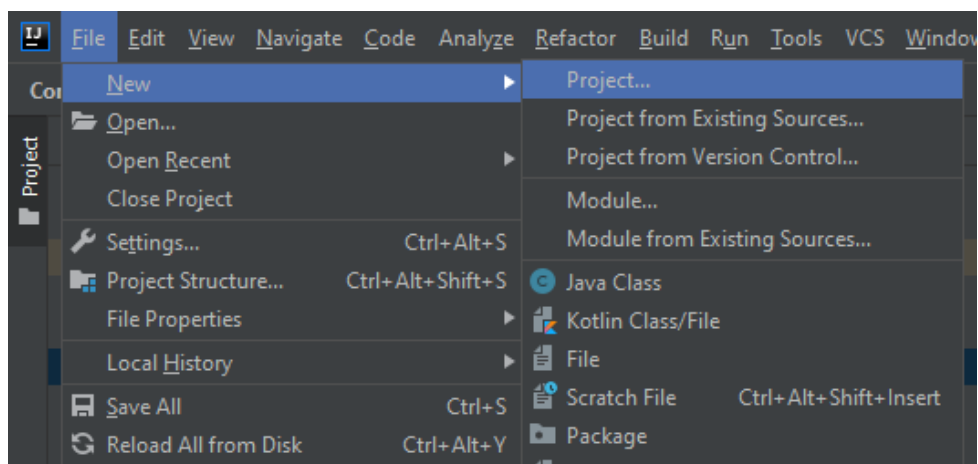 IJ File Edit View Navigate Code Analyze Refactor Build Run Tools VCS Window
Co
Project
New
Open...
Open Recent
Close Project
Settings... Ctrl+Alt+S
Project Structure... Ctrl+Alt+Shift+S
File Properties
Local History
Save All Ctrl+S
Reload All from Disk Ctrl+Alt+Y
Project...
Project from Existing Sources...
Project from Version Control...
Module...
Module from Existing Sources...
Java Class
Kotlin Class/File
File
Scratch File Ctrl+Alt+Shift+Insert
Package